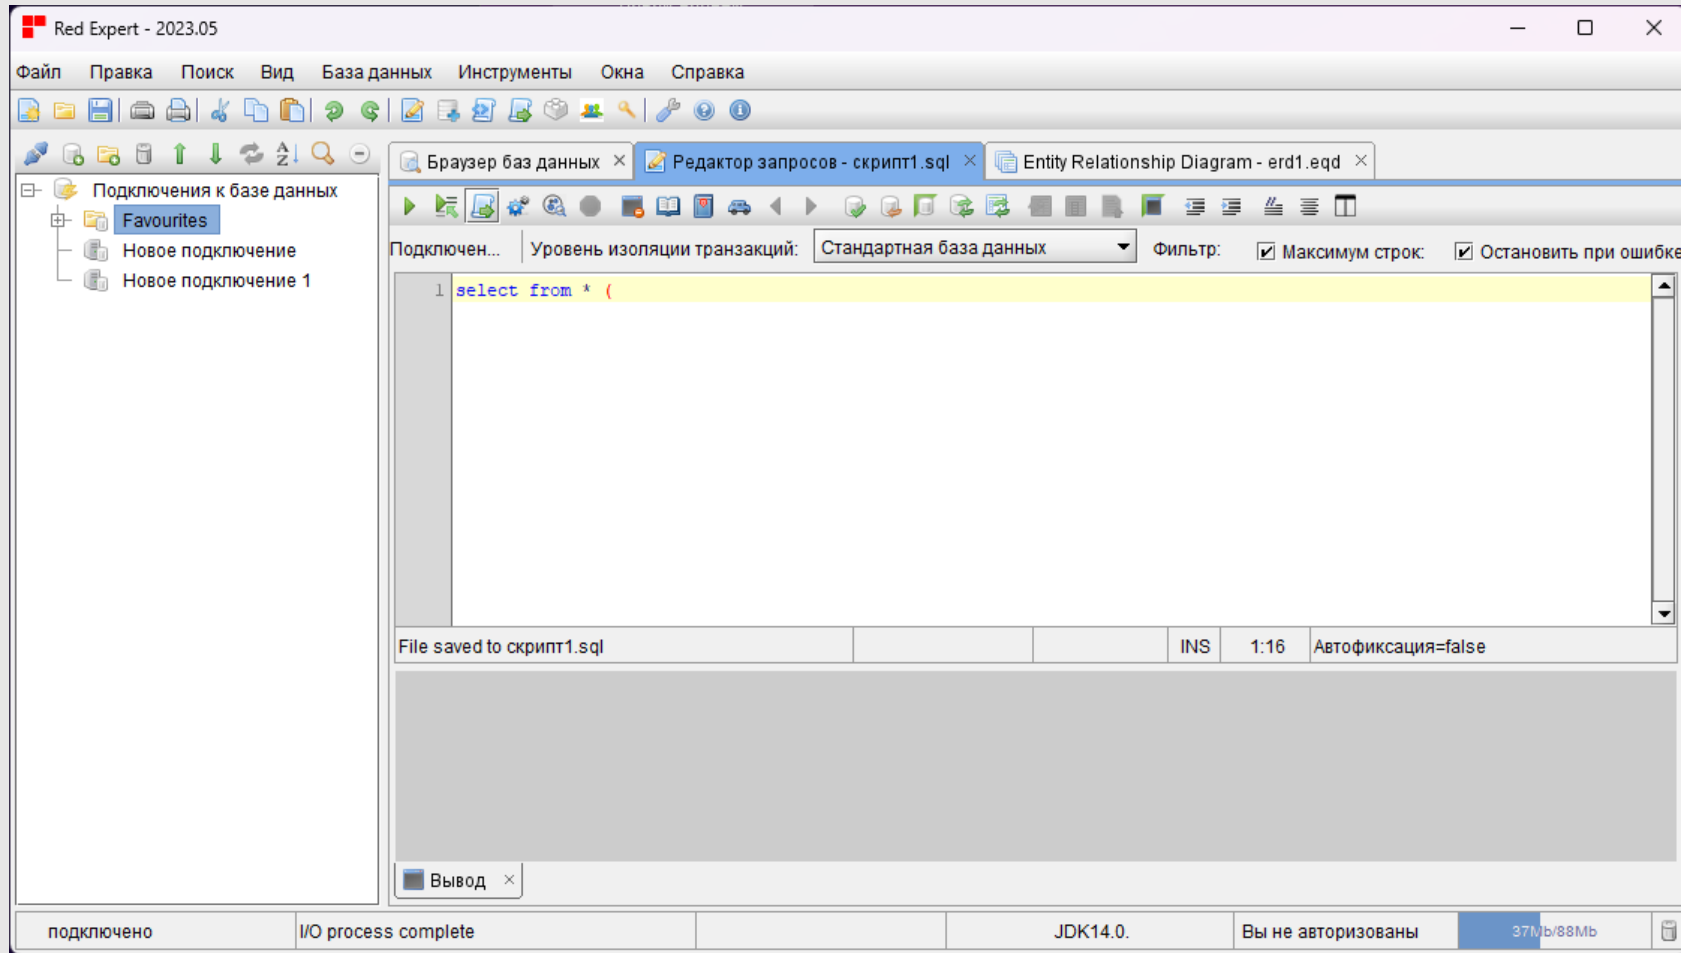 Red Expert - 2023.05
Файл Правка Поиск Вид База данных Инструменты Окна Справка
Браузер баз данных
Редактор запросов - скрипт1.sql
Entity Relationship Diagram - erd1.eqd
Подключения к базе данных
Favourites
Новое подключение
Новое подключение 1
Подключен... Уровень изоляции транзакций: Стандартная база данных Фильтр: Максимум строк: Остановить при ошибке
1 select from * (
File saved to скрипт1.sql INS 1:16 Автофиксация=false
Вывод
подключено I/O process complete JDK14.0. Вы не авторизованы 37Mb/88Mb